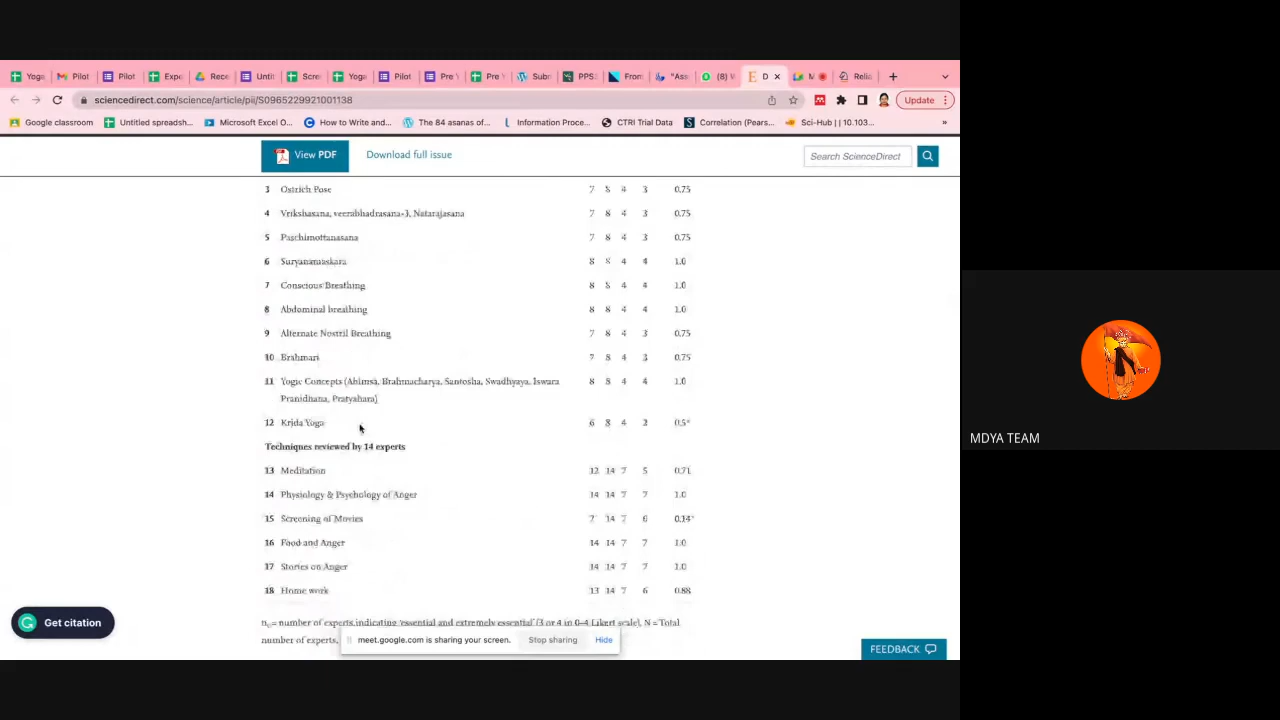 Yoga Pilot Pilot Expe Rece Untit Scre Yoga Pilot Pre Y Pre Y Subn PPS: From "Ass (8) V D M Relia
sciencedirect.com/science/article/pii/S0965229921001138
Update
Google classroom Untitled spreadsh... Microsoft Excel O... How to Write and... The 84 asanas of... Information Proce... CTRI Trial Data Correlation (Pears... Sci-Hub | | 10.103...
View PDF Download full issue Search ScienceDirect
3 Ostrich Pose 7 8 4 3 0.75
4 Vrikshasana, veerabhadrasana-3, Natarajasana 7 8 4 3 0.75
5 Paschimottanasana 7 8 4 3 0.75
6 Suryanamaskara 8 8 4 4 1.0
7 Conscious Breathing 8 8 4 4 1.0
8 Abdominal breathing 8 8 4 4 1.0
9 Alternate Nostril Breathing 7 8 4 3 0.75
10 Brahmari 7 8 4 3 0.75
11 Yogic Concepts (Ahimsa, Brahmacharya, Santosha, Swadhyaya, Iswara 8 8 4 4 1.0
Pranidhana, Pratyahara)
12 Krida Yoga 6 8 4 2 0.5*
Techniques reviewed by 14 experts
13 Meditation 12 14 7 5 0.71
14 Physiology & Psychology of Anger 14 14 7 7 1.0
15 Screening of Movies 14 7 6 0.14*
16 Food and Anger 14 14 7 7 1.0
17 Stories on Anger 14 14 7 7 1.0
18 Home work 13 14 7 6 0.88
= number of experts indicating 'essential and extremely essential (3 or 4 in 0–4 Likert scale), N = Total
number of experts,
Get citation
meet.google.com is sharing your screen. Stop sharing Hide
FEEDBACK
MDYA TEAM